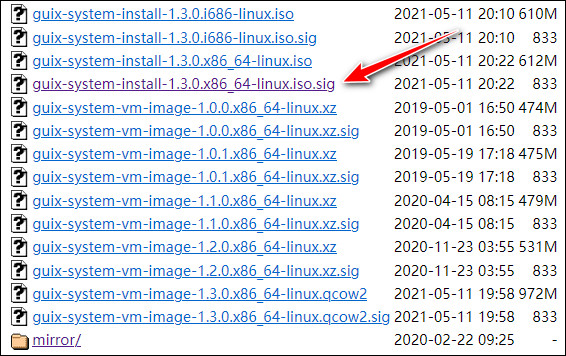 guix-system-install-1.3.0.i686-linux.iso 2021-05-11 20:10 610M
guix-system-install-1.3.0.i686-linux.iso.sig 2021-05-11 20:10 833
guix-system-install-1.3.0.x86_64-linux.iso 2021-05-11 20:22 612M
guix-system-install-1.3.0.x86_64-linux.iso.sig 2021-05-11 20:22 833
guix-system-vm-image-1.0.0.x86_64-linux.xz 2019-05-01 16:50 474M
guix-system-vm-image-1.0.0.x86_64-linux.xz.sig 2019-05-01 16:50 833
guix-system-vm-image-1.0.1.x86_64-linux.xz 2019-05-19 17:18 475M
guix-system-vm-image-1.0.1.x86_64-linux.xz.sig 2019-05-19 17:18 833
guix-system-vm-image-1.1.0.x86_64-linux.xz 2020-04-15 08:15 479M
guix-system-vm-image-1.1.0.x86_64-linux.xz.sig 2020-04-15 08:15 833
guix-system-vm-image-1.2.0.x86_64-linux.xz 2020-11-23 03:55 531M
guix-system-vm-image-1.2.0.x86_64-linux.xz.sig 2020-11-23 03:55 833
guix-system-vm-image-1.3.0.x86_64-linux.qcow2 2021-05-11 19:58 972M
guix-system-vm-image-1.3.0.x86_64-linux.qcow2.sig 2021-05-11 19:58 833
mirror/ 2020-02-22 09:25 -